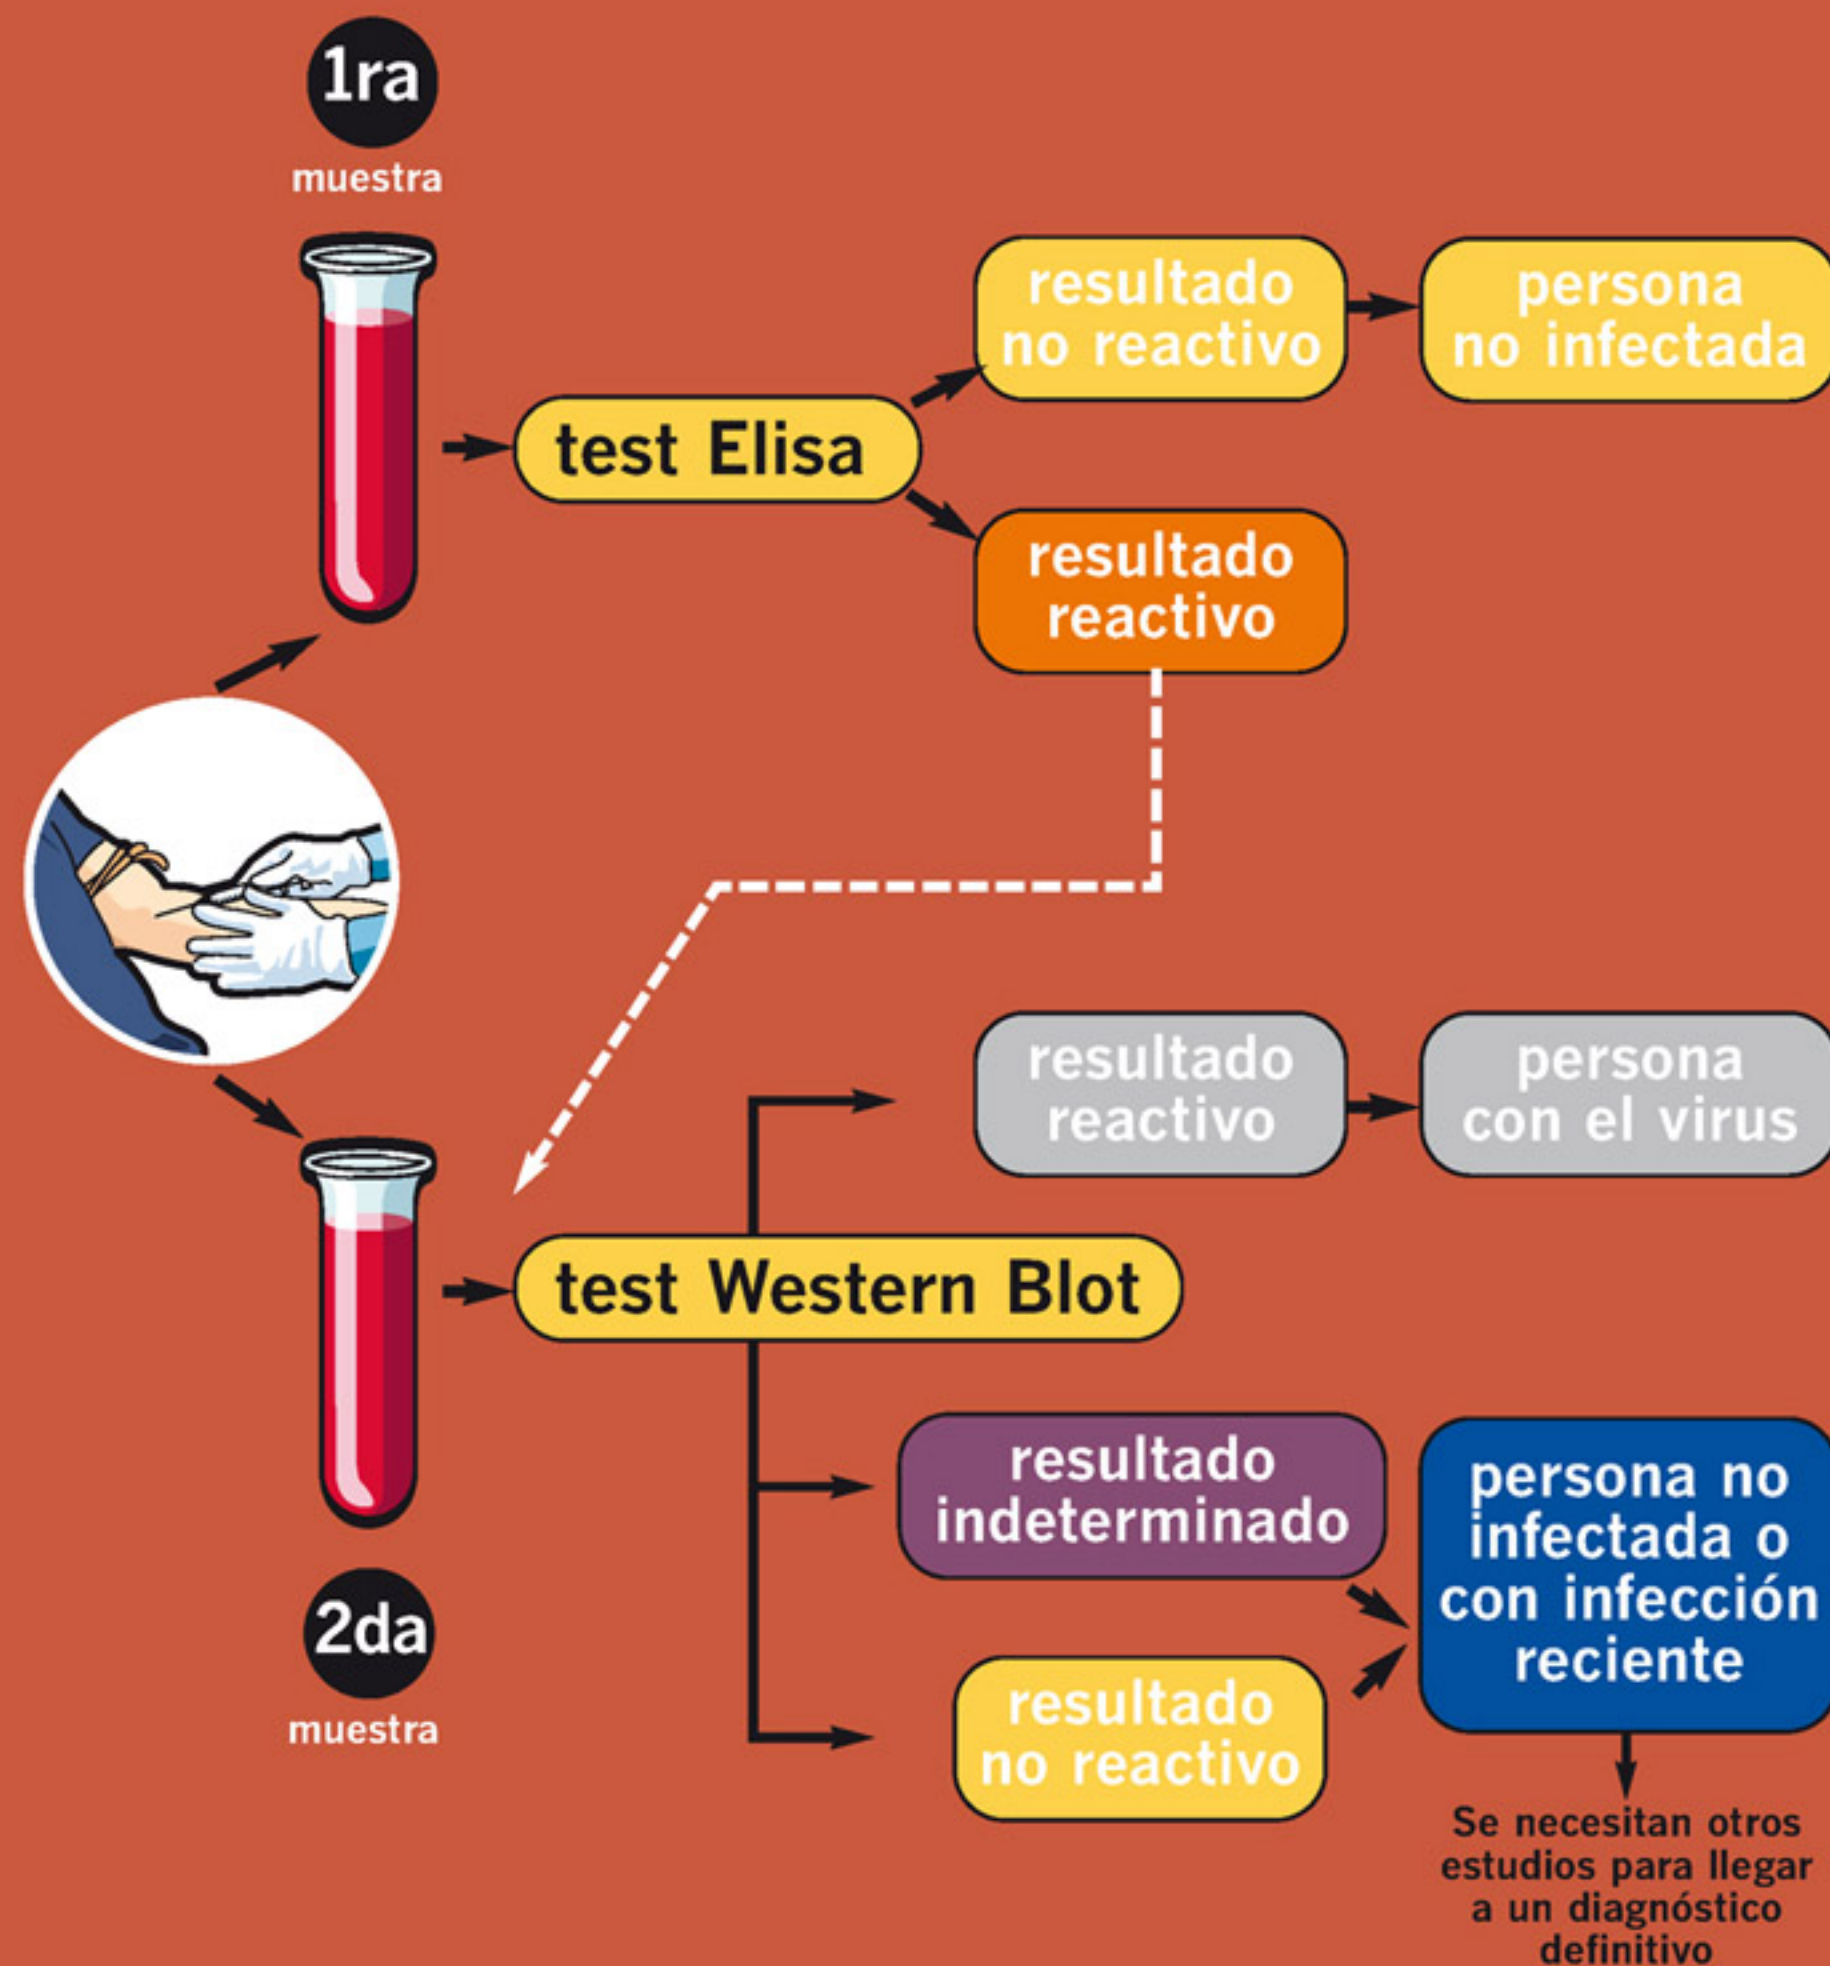 1ra
muestra
resultado
no reactivo
persona
no infectada
test Elisa
resultado
reactivo
resultado
reactivo
persona
con el virus
test Western Blot
resultado
indeterminado
persona no
infectada o
con infección
reciente
2da
muestra
resultado
no reactivo
Se necesitan otros
estudios para llegar
a un diagnóstico
definitivo